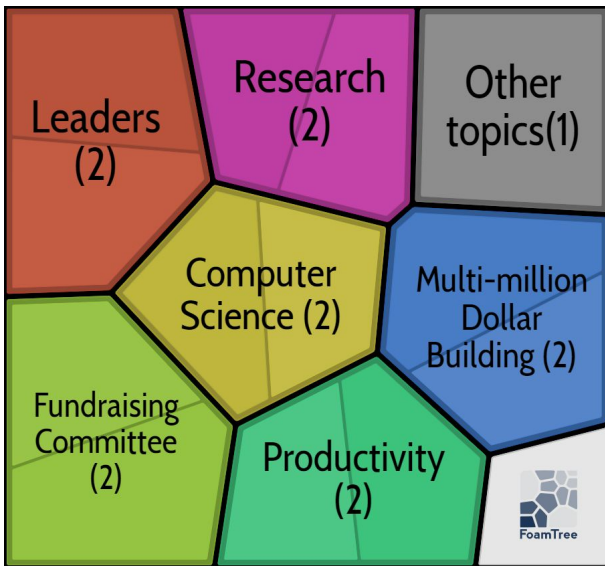 Leaders
(2)
Research
(2)
Other
topics(1)
Computer
Science (2)
Multi-million
Dollar
Building (2)
Fundraising
Committee
(2)
Productivity
(2)
FoamTree